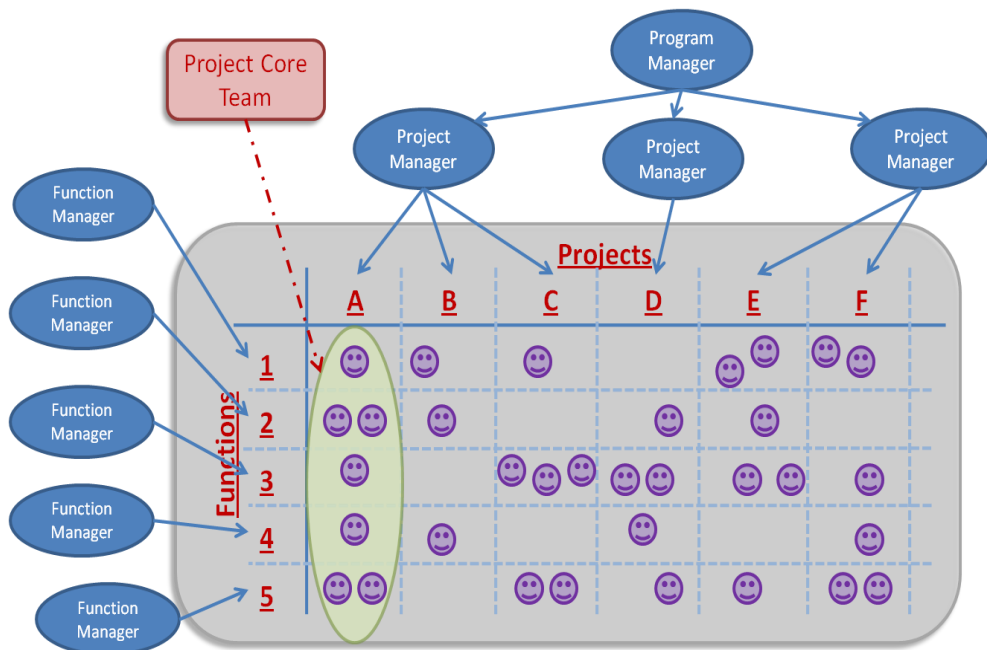 Program
Manager
Project Core
Team
Project
Manager
Project
Manager
Project
Manager
Function
Manager
Projects
A B C D E F
Function
Manager
1
Functions
2
Function
Manager
3
Function
Manager
4
Function
Manager
5